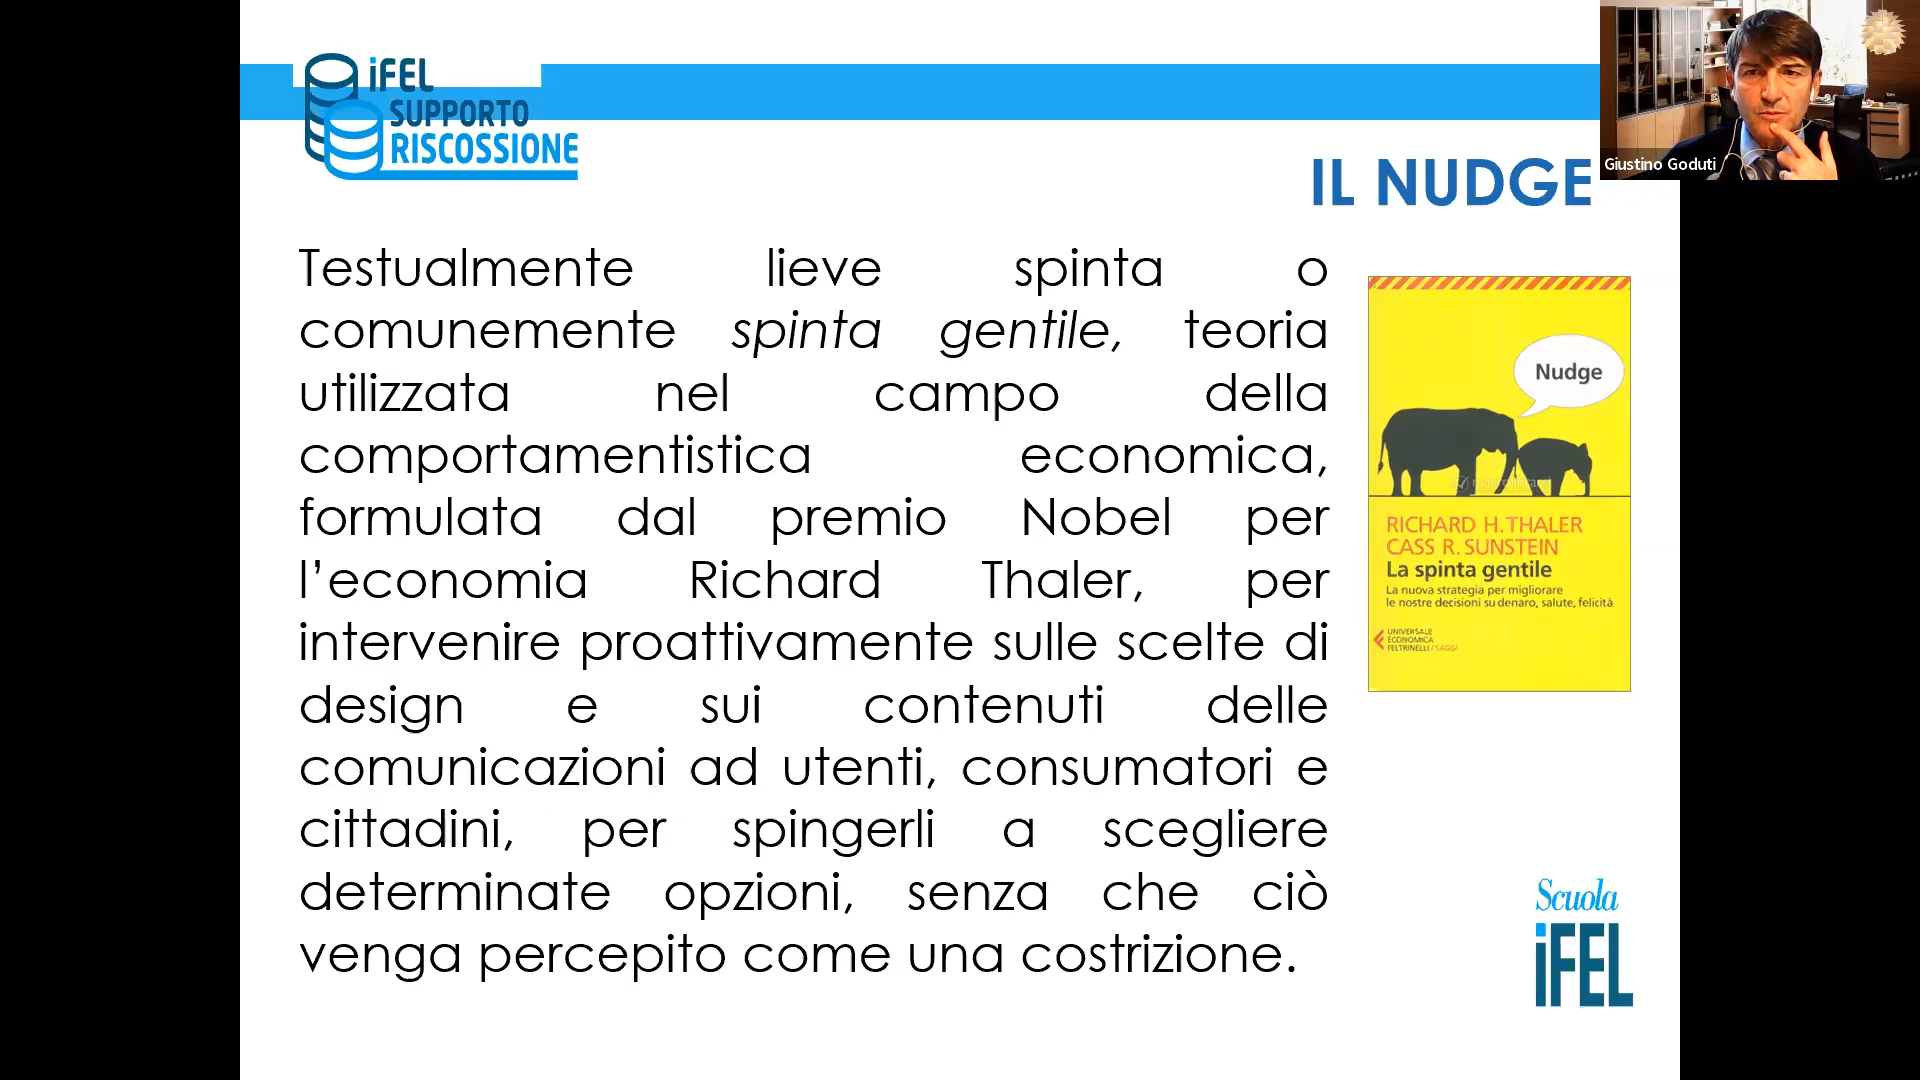 iFEL
SUPPORTO
RISCOSSIONE
Giustino Goduti
IL NUDGE
Testualmente lieve spinta o
comunemente spinta gentile, teoria
utilizzata nel campo della
comportamentistica economica,
formulata dal premio Nobel per
l’economia Richard Thaler, per
intervenire proattivamente sulle scelte di
design e sui contenuti delle
comunicazioni ad utenti, consumatori e
cittadini, per spingerli a scegliere
determinate opzioni, senza che ciò
venga percepito come una costrizione.
Nudge
RICHARD H. THALER
CASS R. SUNSTEIN
La spinta gentile
La nuova strategia per migliorare
le nostre decisioni su denaro, salute, felicità
UNIVERSALE
ECONOMICA
FELTRINELLI / SAGGI
Scuola
iFEL